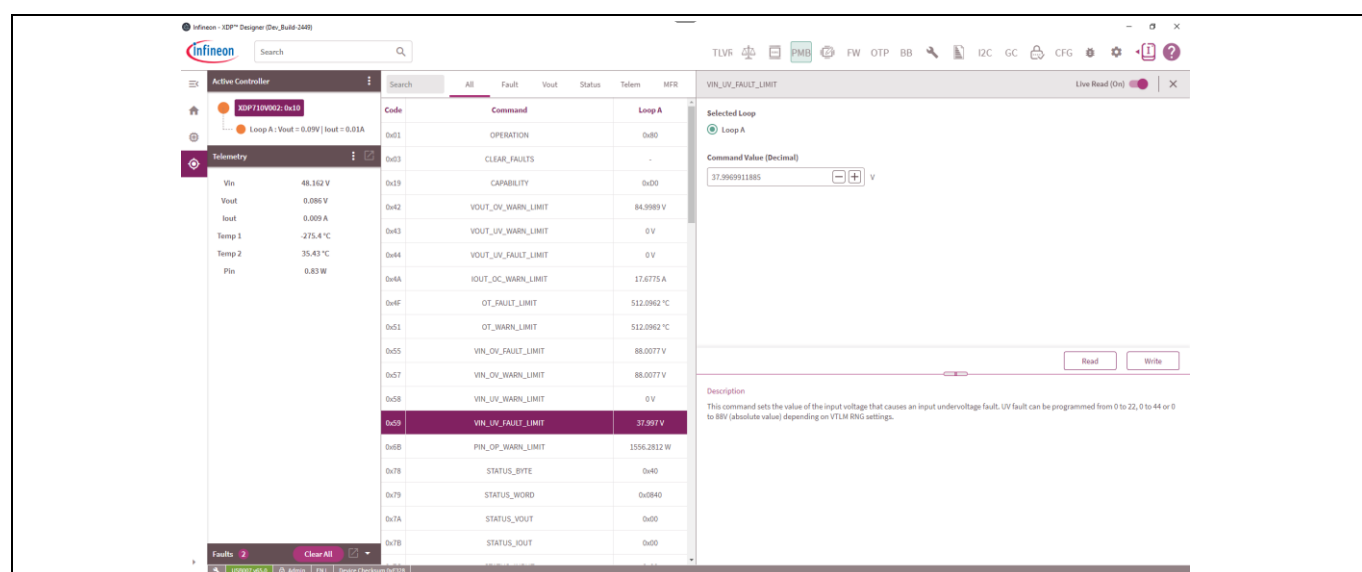 Infineon - XDP™ Designer (Dev_Build-2449)
infineon
Search
TLVR PMB FW OTP BB I2C GC CFG
Active Controller
XDP710V002: 0x10
Loop A : Vout = 0.09V | Iout = 0.01A
Telemetry
Vin 48.162 V
Vout 0.086 V
Iout 0.009 A
Temp 1 -275.4 °C
Temp 2 35.43 °C
Pin 0.83 W
Faults 2 Clear All
Search All Fault Vout Status Telem MFR
Code Command Loop A
0x01 OPERATION 0x80
0x03 CLEAR_FAULTS -
0x19 CAPABILITY 0xD0
0x42 VOUT_OV_WARN_LIMIT 84.9989 V
0x43 VOUT_UV_WARN_LIMIT 0 V
0x44 VOUT_UV_FAULT_LIMIT 0 V
0x4A IOUT_OC_WARN_LIMIT 17.6775 A
0x4F OT_FAULT_LIMIT 512.0962 °C
0x51 OT_WARN_LIMIT 512.0962 °C
0x55 VIN_OV_FAULT_LIMIT 88.0077 V
0x57 VIN_OV_WARN_LIMIT 88.0077 V
0x58 VIN_UV_WARN_LIMIT 0 V
0x59 VIN_UV_FAULT_LIMIT 37.997 V
0x6B PIN_OP_WARN_LIMIT 1556.2812 W
0x78 STATUS_BYTE 0x40
0x79 STATUS_WORD 0x0840
0x7A STATUS_VOUT 0x00
0x7B STATUS_IOUT 0x00
VIN_UV_FAULT_LIMIT Live Read (On)
Selected Loop
Loop A
Command Value (Decimal)
37.9969911885 V
Read Write
Description
This command sets the value of the input voltage that causes an input undervoltage fault. UV fault can be programmed from 0 to 22, 0 to 44 or 0
to 88V (absolute value) depending on VTLM RNG settings.
Admin